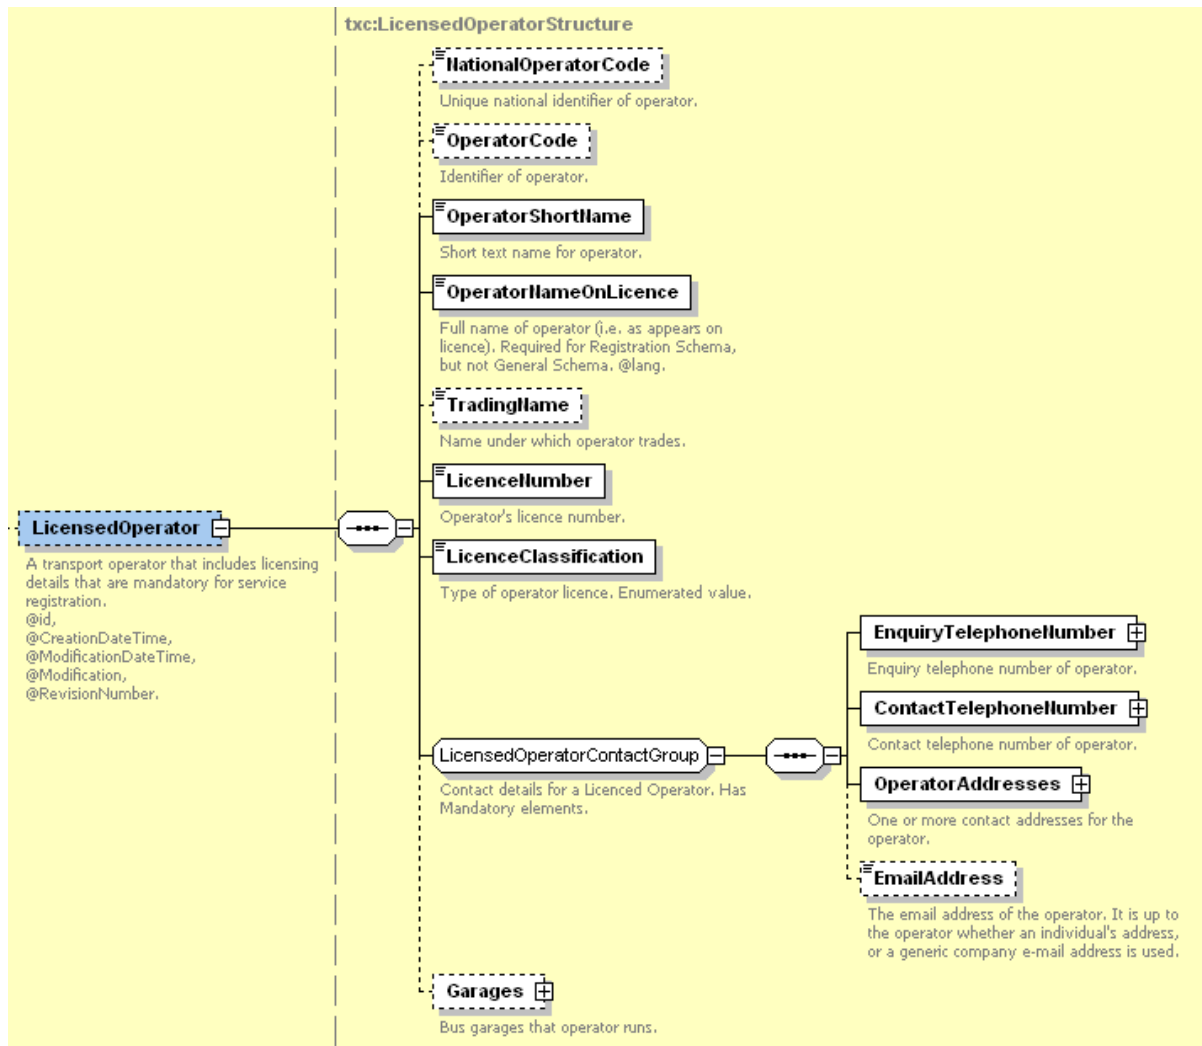 txc:LicensedOperatorStructure
NationalOperatorCode
Unique national identifier of operator.
OperatorCode
Identifier of operator.
OperatorShortName
Short text name for operator.
OperatorNameOnLicence
Full name of operator (i.e. as appears on
licence). Required for Registration Schema,
but not General Schema. @lang.
TradingName
Name under which operator trades.
LicenceNumber
Operator's licence number.
LicensedOperator
A transport operator that includes licensing
details that are mandatory for service
registration.
@id,
@CreationDateTime,
@ModificationDateTime,
@Modification,
@RevisionNumber.
LicenceClassification
Type of operator licence. Enumerated value.
LicensedOperatorContactGroup
Contact details for a Licenced Operator. Has
Mandatory elements.
EnquiryTelephoneNumber
Enquiry telephone number of operator.
ContactTelephoneNumber
Contact telephone number of operator.
OperatorAddresses
One or more contact addresses for the
operator.
EmailAddress
The email address of the operator. It is up to
the operator whether an individual's address,
or a generic company e-mail address is used.
Garages
Bus garages that operator runs.